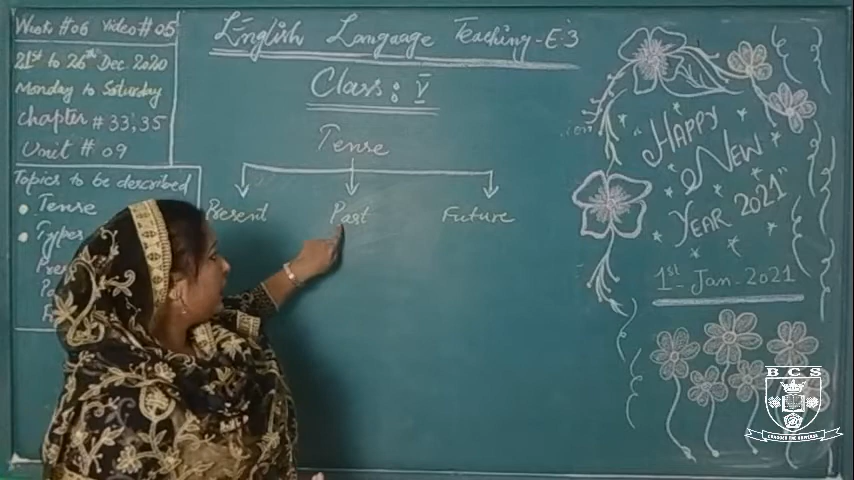 Week #06 Video #05
21st to 26th Dec 2020
Monday to Saturday
Chapter #33,35
Unit # 09
Topics to be described
Tense
Types
English Language Teaching-E-3
Class: V
Tense
Present Past Future
"Happy
"New
Year 2021"
1st-Jan-2021
BCS